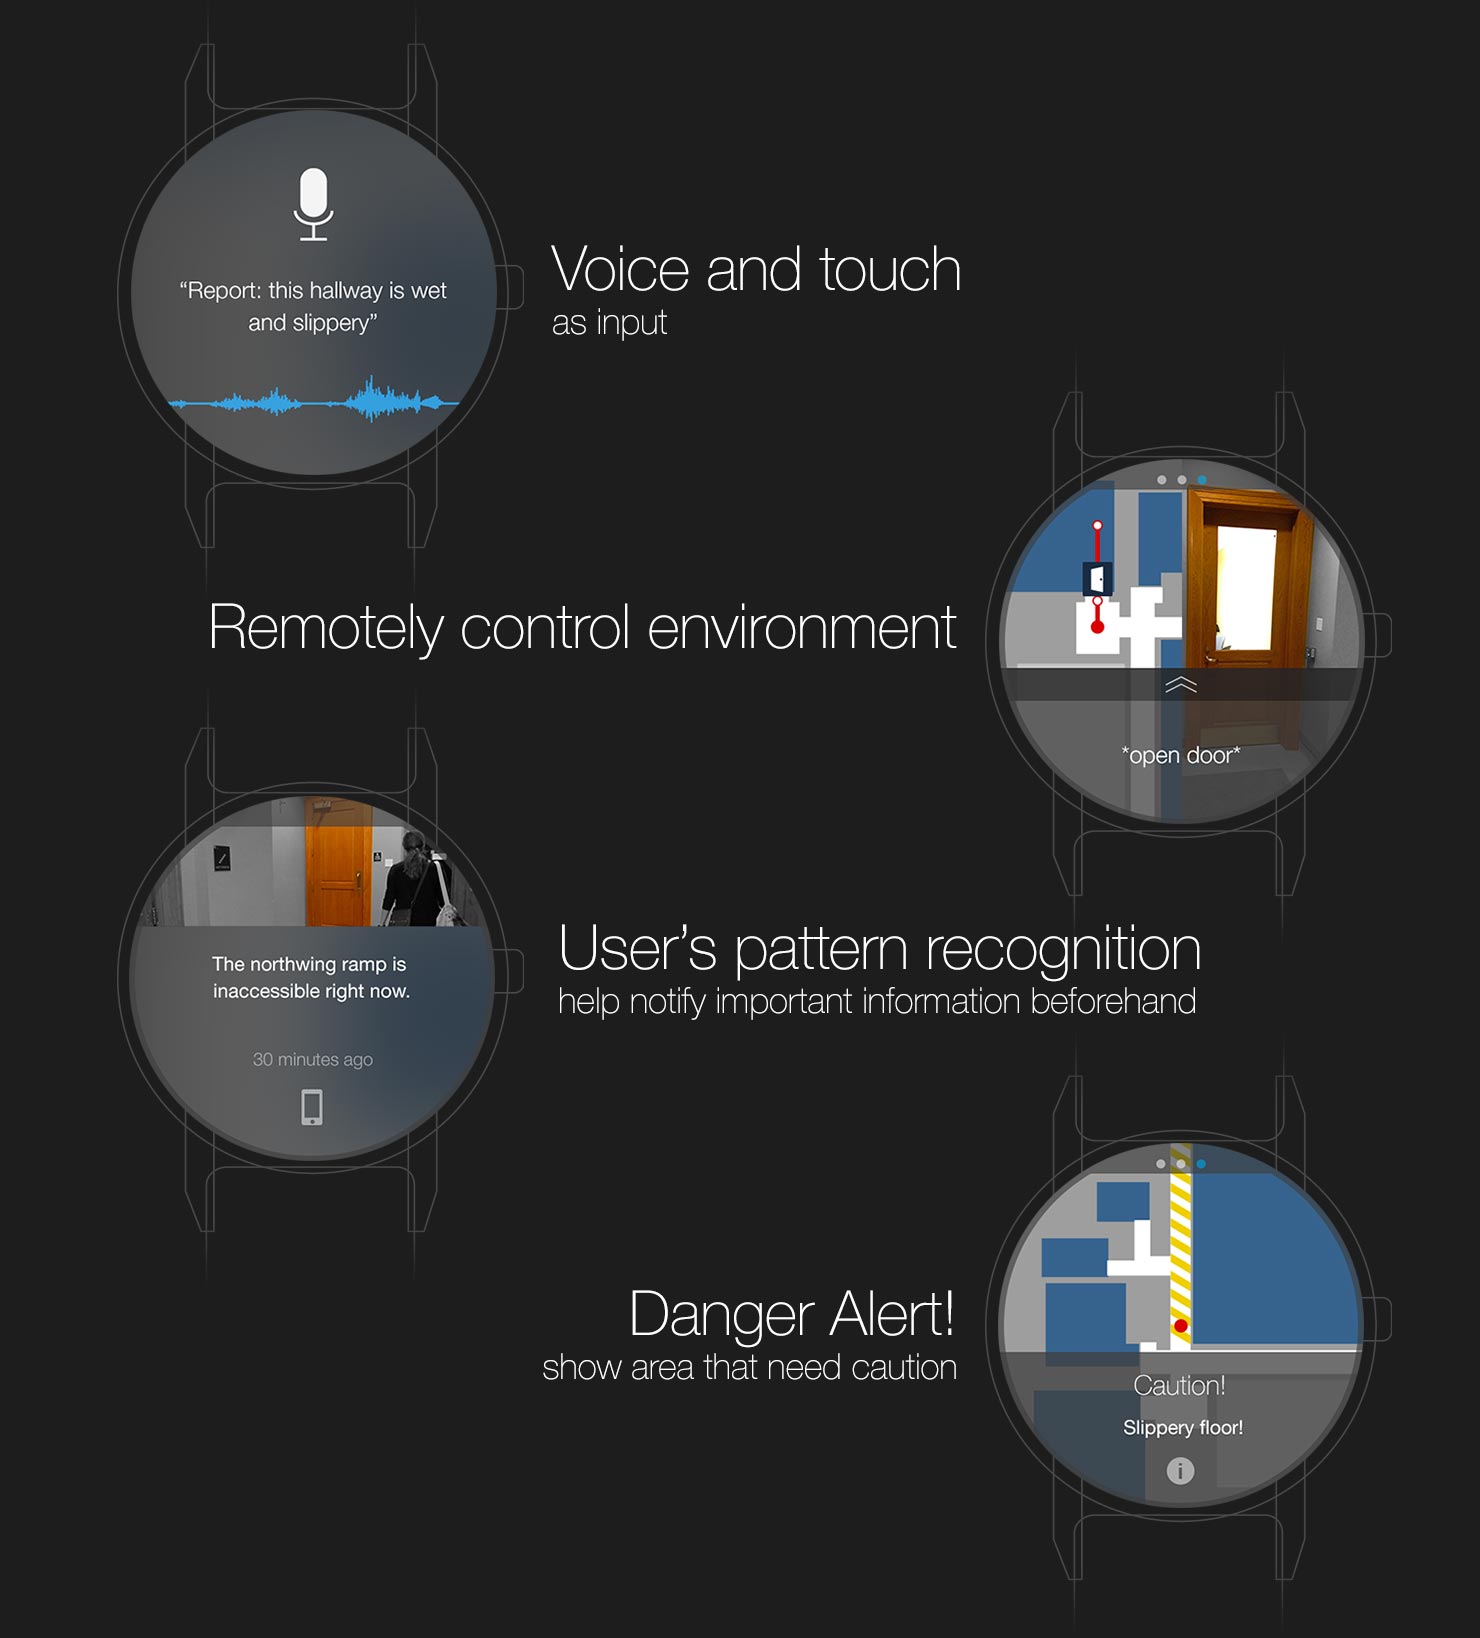 “Report: this hallway is wet
and slippery”
Voice and touch
as input
Remotely control environment
*open door*
The northwing ramp is
inaccessible right now.
30 minutes ago
User’s pattern recognition
help notify important information beforehand
Danger Alert!
show area that need caution
Caution!
Slippery floor!
i